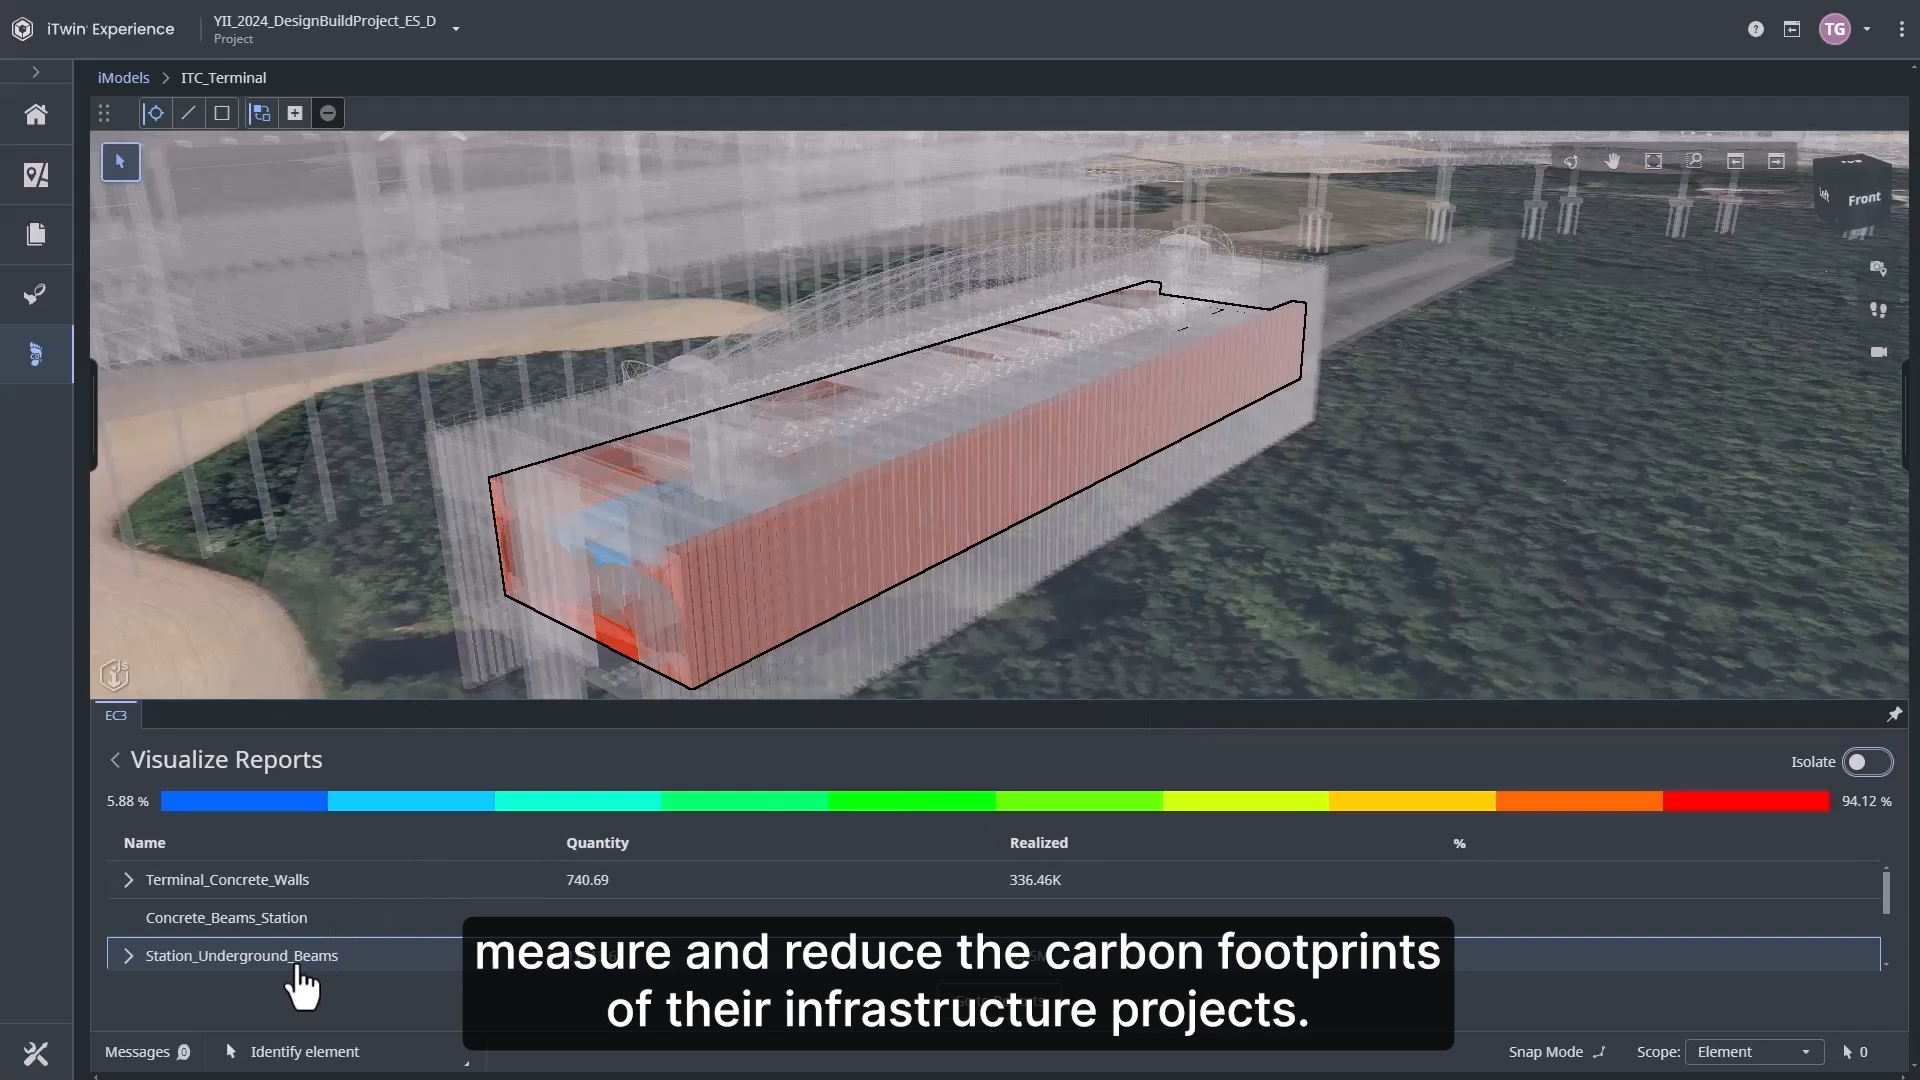 iTwin Experience
YII_2024_DesignBuildProject_ES_D
Project
TG
iModels > ITC_Terminal
Front
EC3
Visualize Reports
Isolate
5.88 %
94.12 %
Name Quantity Realized %
Terminal_Concrete_Walls 740.69 336.46K
Concrete_Beams_Station
Station_Underground_Beams
measure and reduce the carbon footprints
of their infrastructure projects.
Messages 0 Identify element
Snap Mode Scope: Element 0